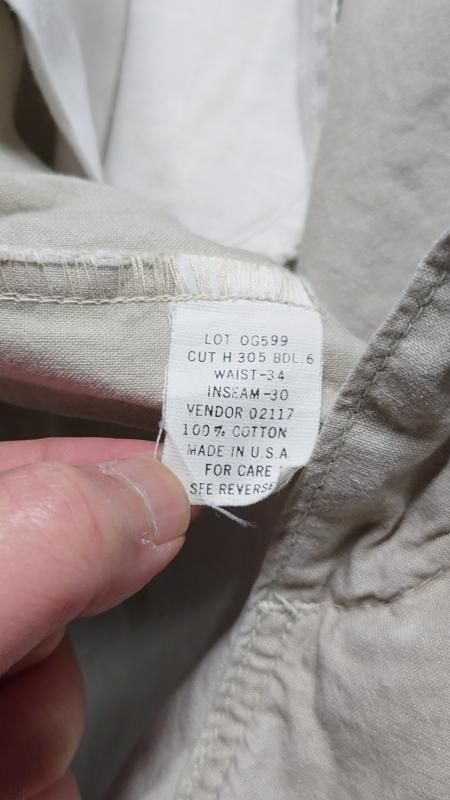 LOT OG599
CUT H 305 BDL.6
WAIST-34
INSEAM-30
VENDOR 02117
100% COTTON
MADE IN U.S.A
FOR CARE
SEE REVERSE